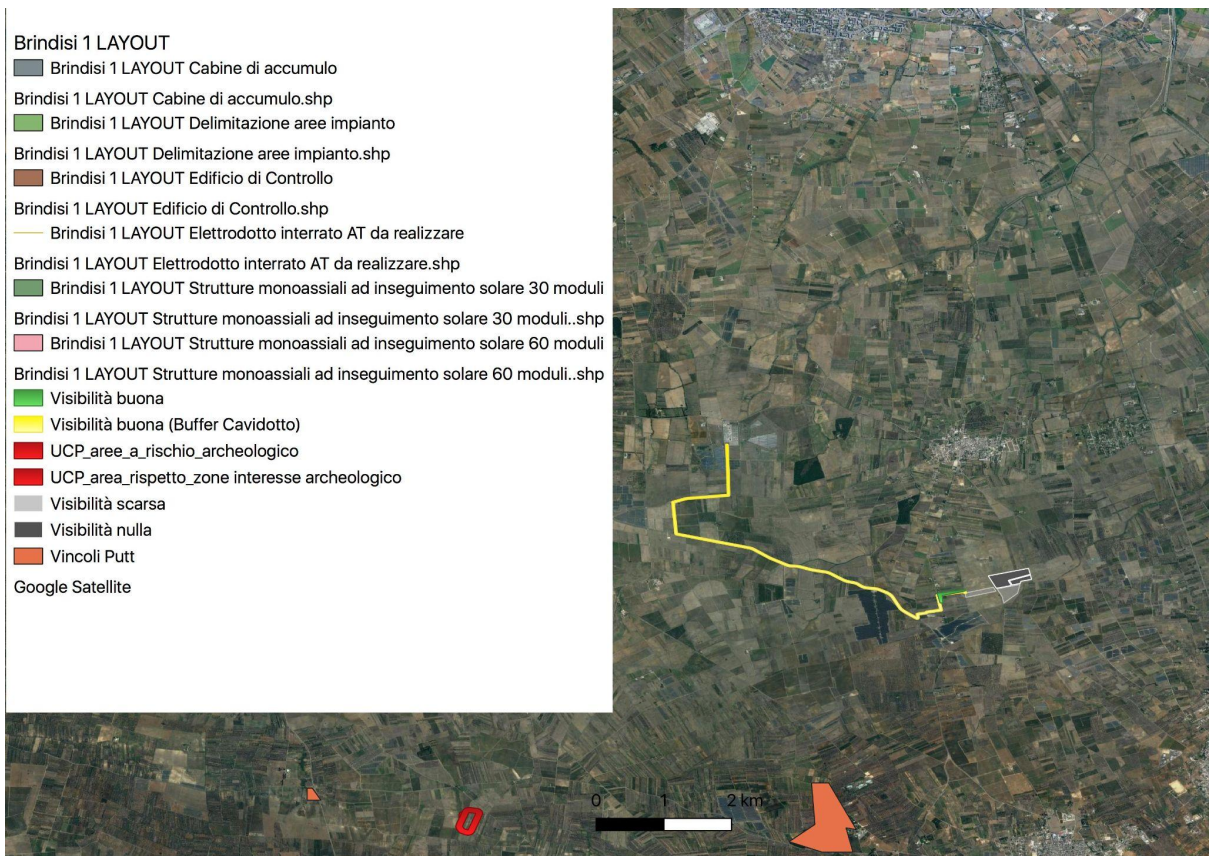 Brindisi 1 LAYOUT
Brindisi 1 LAYOUT Cabine di accumulo
Brindisi 1 LAYOUT Cabine di accumulo.shp
Brindisi 1 LAYOUT Delimitazione aree impianto
Brindisi 1 LAYOUT Delimitazione aree impianto.shp
Brindisi 1 LAYOUT Edificio di Controllo
Brindisi 1 LAYOUT Edificio di Controllo.shp
Brindisi 1 LAYOUT Elettrodotto interrato AT da realizzare
Brindisi 1 LAYOUT Elettrodotto interrato AT da realizzare.shp
Brindisi 1 LAYOUT Strutture monoassiali ad inseguimento solare 30 moduli
Brindisi 1 LAYOUT Strutture monoassiali ad inseguimento solare 30 moduli..shp
Brindisi 1 LAYOUT Strutture monoassiali ad inseguimento solare 60 moduli
Brindisi 1 LAYOUT Strutture monoassiali ad inseguimento solare 60 moduli..shp
Visibilità buona
Visibilità buona (Buffer Cavidotto)
UCP_aree_a_rischio_archeologico
UCP_area_rispetto_zone interesse archeologico
Visibilità scarsa
Visibilità nulla
Vincoli Putt
Google Satellite
0 1 2 km